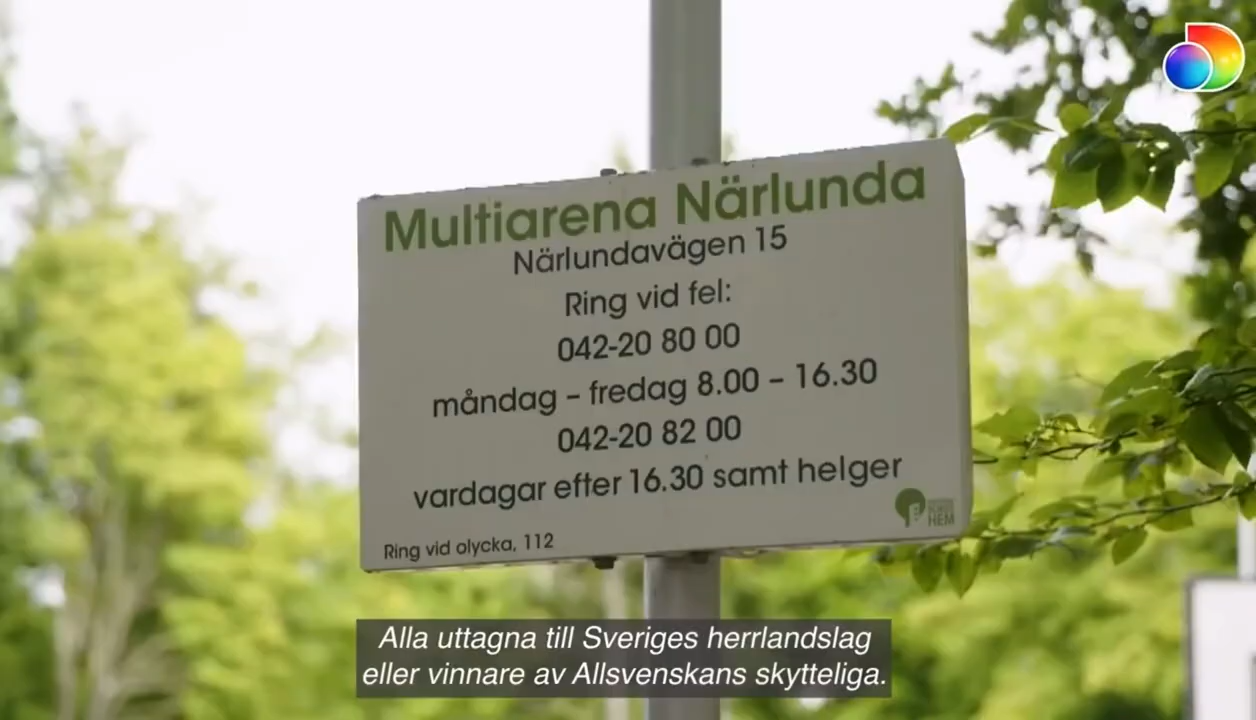 Multiarena Närlunda
Närlundavägen 15
Ring vid fel:
042-20 80 00
måndag – fredag 8.00 – 16.30
042-20 82 00
vardagar efter 16.30 samt helger
HEM
Ring vid olycka, 112
Alla uttagna till Sveriges herrlandslag
eller vinnare av Allsvenskans skytteliga.